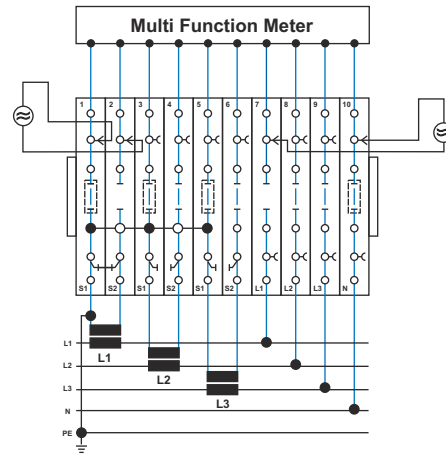 Multi Function Meter
1 2 3 4 5 6 7 8 9 10
S1 S2 S1 S2 S1 S2 L1 L2 L3 N
L1
L1
L2
L2
L3
L3
N
PE